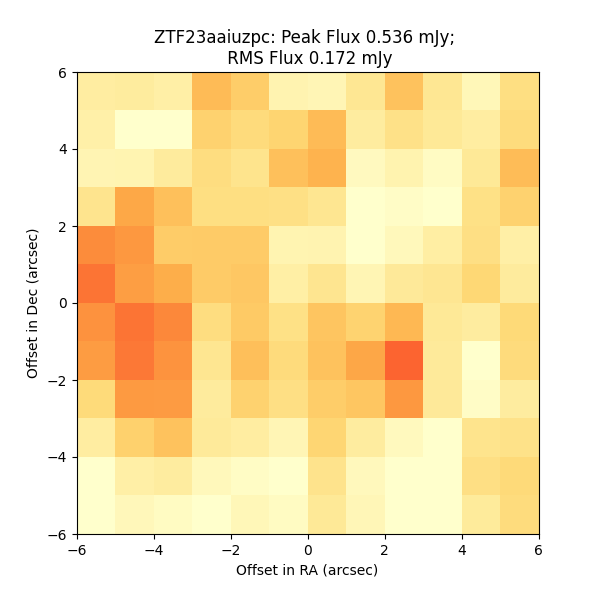 ZTF23aaiuzpc: Peak Flux 0.536 mJy;
RMS Flux 0.172 mJy
6
4
2
0
−2
−4
−6
Offset in Dec (arcsec)
−6 −4 −2 0 2 4 6
Offset in RA (arcsec)